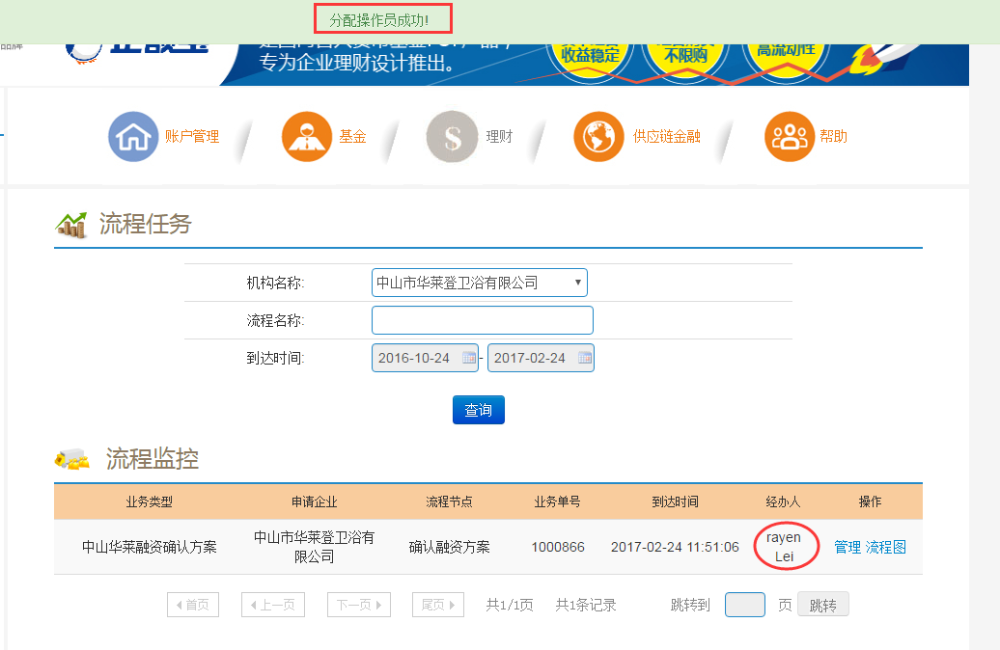 分配操作员成功!
品牌
专为企业理财设计推出。
收益稳定
不限购
高流动性
账户管理
基金
理财
供应链金融
帮助
流程任务
机构名称:
中山市华莱登卫浴有限公司
流程名称:
到达时间:
2016-10-24 - 2017-02-24
查询
流程监控
业务类型 申请企业 流程节点 业务单号 到达时间 经办人 操作
中山华莱融资确认方案 中山市华莱登卫浴有限公司 确认融资方案 1000866 2017-02-24 11:51:06 rayen Lei 管理 流程图
首页 上一页 下一页 尾页 共1/1页 共1条记录 跳转到 页 跳转